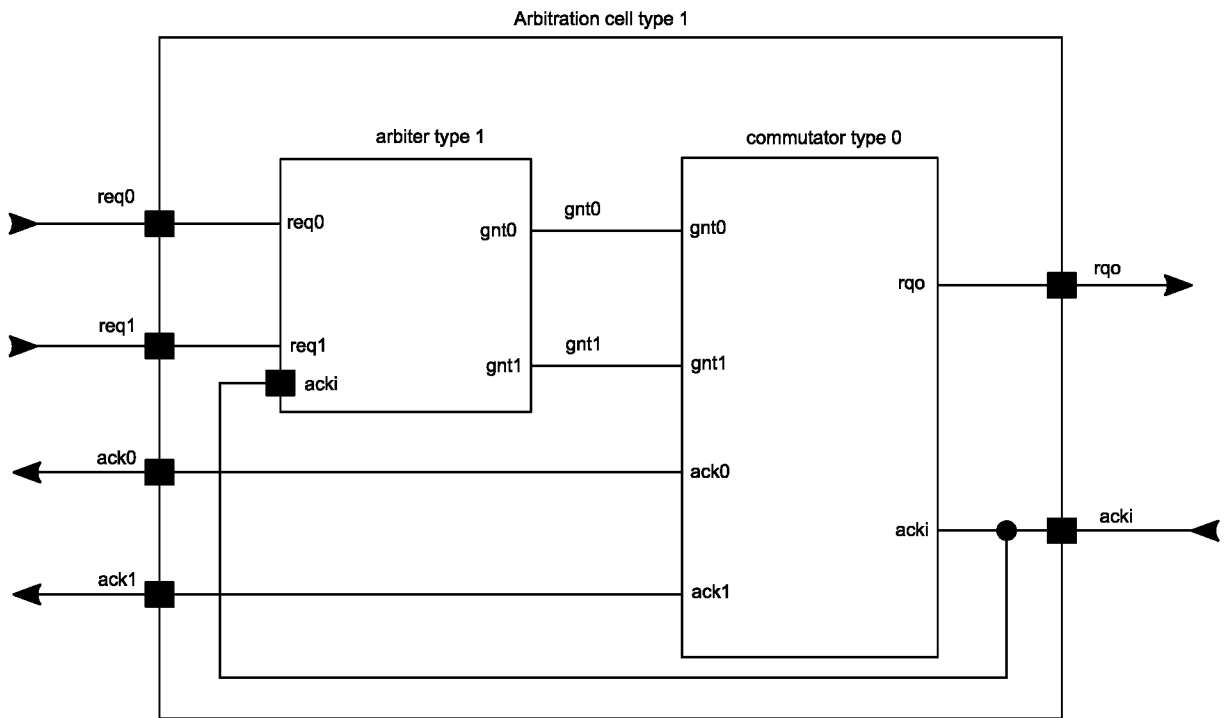 Arbitration cell type 1
arbiter type 1
commutator type 0
req0
req0
gnt0
gnt0
gnt0
rqo
rqo
req1
req1
gnt1
gnt1
gnt1
acki
ack0
ack0
acki
acki
ack1
ack1